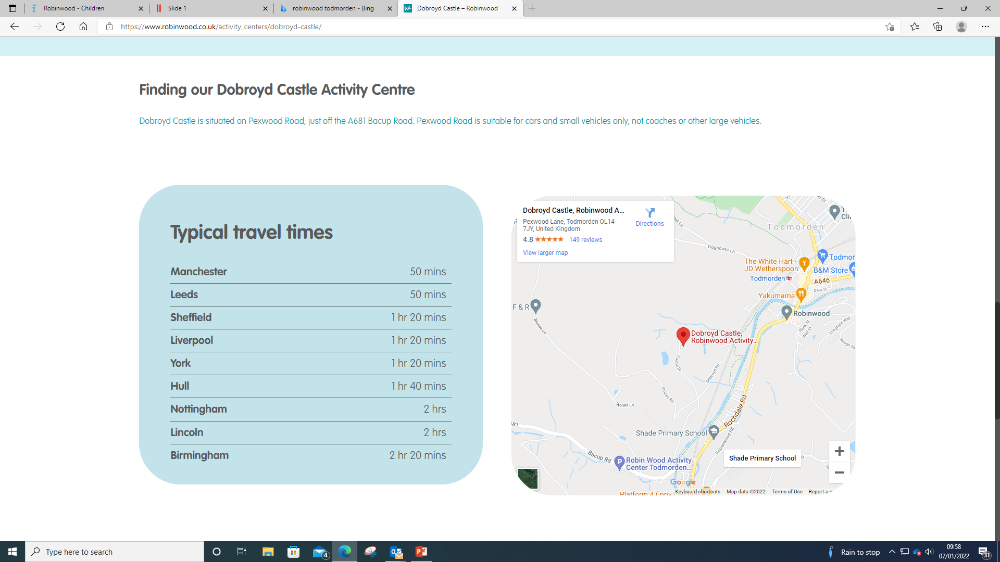 Robinwood - Children
Slide 1
robinwood todmorden - Bing
Dobroyd Castle – Robinwood
https://www.robinwood.co.uk/activity_centers/dobroyd-castle/
Finding our Dobroyd Castle Activity Centre
Dobroyd Castle is situated on Pexwood Road, just off the A681 Bacup Road. Pexwood Road is suitable for cars and small vehicles only, not coaches or other large vehicles.
Typical travel times
Manchester 50 mins
Leeds 50 mins
Sheffield 1 hr 20 mins
Liverpool 1 hr 20 mins
York 1 hr 20 mins
Hull 1 hr 40 mins
Nottingham 2 hrs
Lincoln 2 hrs
Birmingham 2 hr 20 mins
Dobroyd Castle, Robinwood A...
Directions
Pexwood Lane, Todmorden OL14
7JY, United Kingdom
4.8 ★★★★★ 149 reviews
View larger map
Cli
Todmorden
Doghouse Ln
The White Hart -
JD Wetherspoon
Todmor
B&M Store
Todmorden
A646
Dale St
Yakumama
F & R
Robinwood
Stones Ln
Bank St
Well St
Longfield Way
Rough Si
Dobroyd Castle,
Robinwood Activity...
Castle Dr
Dobroyd Rd
Stones Rd
Stones Ln
Rochdale Rd
Shade Primary School
Knowlwood Rd
Bacup Rd
Robin Wood Activity
Center Todmorden...
Shade Primary School
Google
Platform 4 ( priva
Keyboard shortcuts
Map data ©2022
Terms of Use
Report a m
Type here to search
4
Rain to stop
09:58
07/01/2022
31